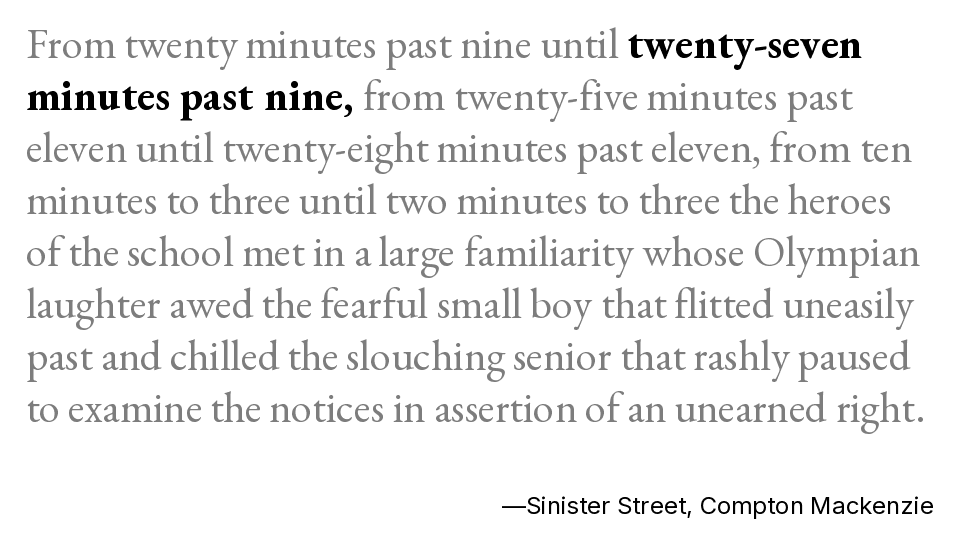 From twenty minutes past nine until twenty-seven
minutes past nine, from twenty-five minutes past
eleven until twenty-eight minutes past eleven, from ten
minutes to three until two minutes to three the heroes
of the school met in a large familiarity whose Olympian
laughter awed the fearful small boy that flitted uneasily
past and chilled the slouching senior that rashly paused
to examine the notices in assertion of an unearned right.
—Sinister Street, Compton Mackenzie